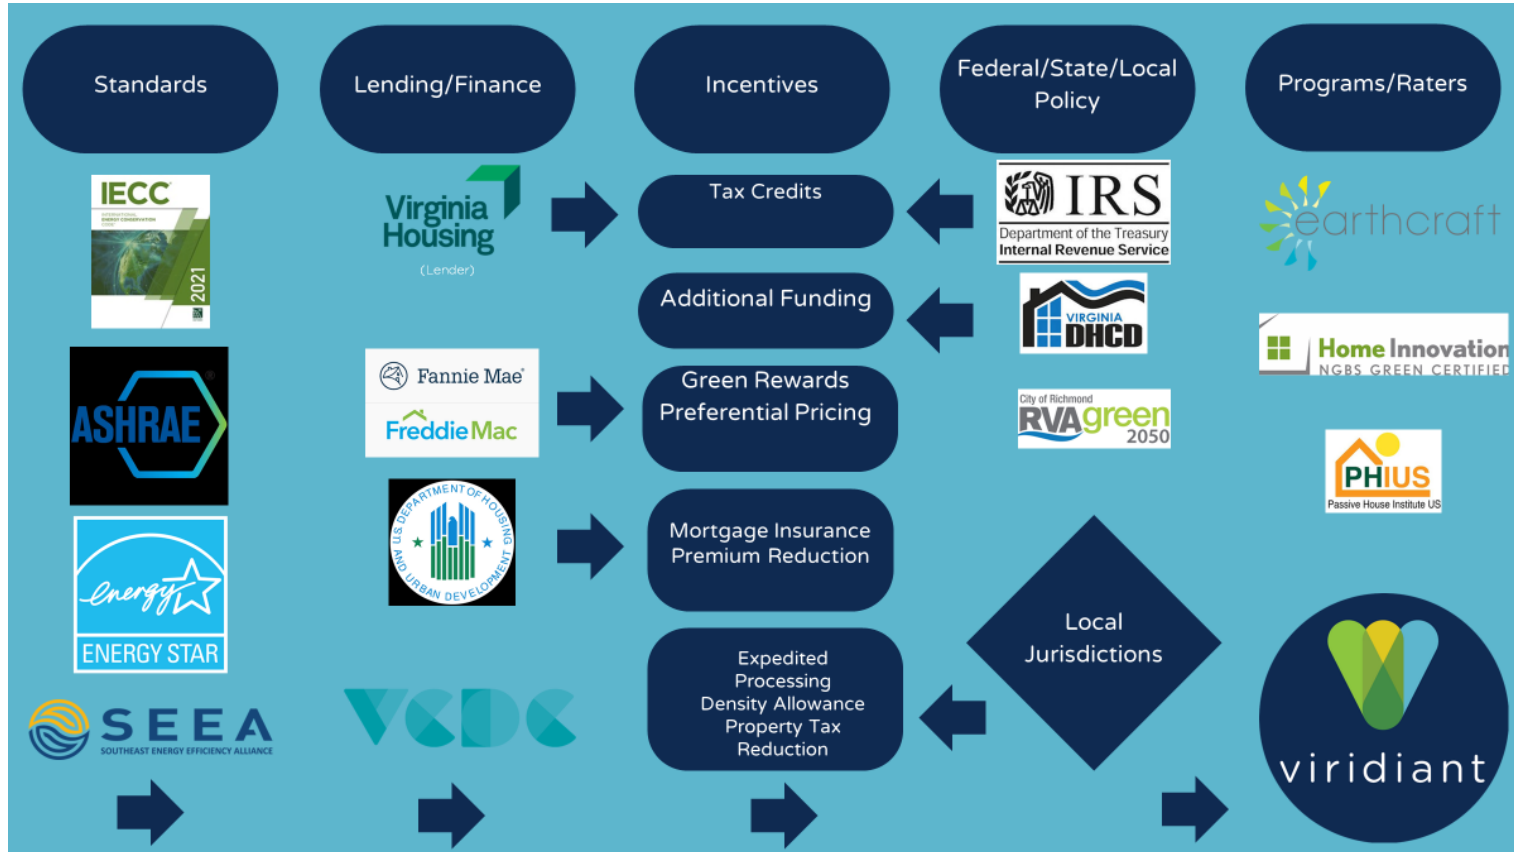 Standards
Lending/Finance
Incentives
Federal/State/Local
Policy
Programs/Raters
IECC
INTERNATIONAL
ENERGY CONSERVATION
CODE
2021
ASHRAE
energy
ENERGY STAR
SEEA
SOUTHEAST ENERGY EFFICIENCY ALLIANCE
Virginia
Housing
(Lender)
Fannie Mae
Freddie Mac
U.S. DEPARTMENT OF HOUSING
AND URBAN DEVELOPMENT
VCDC
Tax Credits
Additional Funding
Green Rewards
Preferential Pricing
Mortgage Insurance
Premium Reduction
Expedited
Processing
Density Allowance
Property Tax
Reduction
IRS
Department of the Treasury
Internal Revenue Service
VIRGINIA
DHCD
City of Richmond
RVAgreen
2050
Local
Jurisdictions
earthcraft
Home Innovation
NGBS GREEN CERTIFIED
PHIUS
Passive House Institute US
viridiant